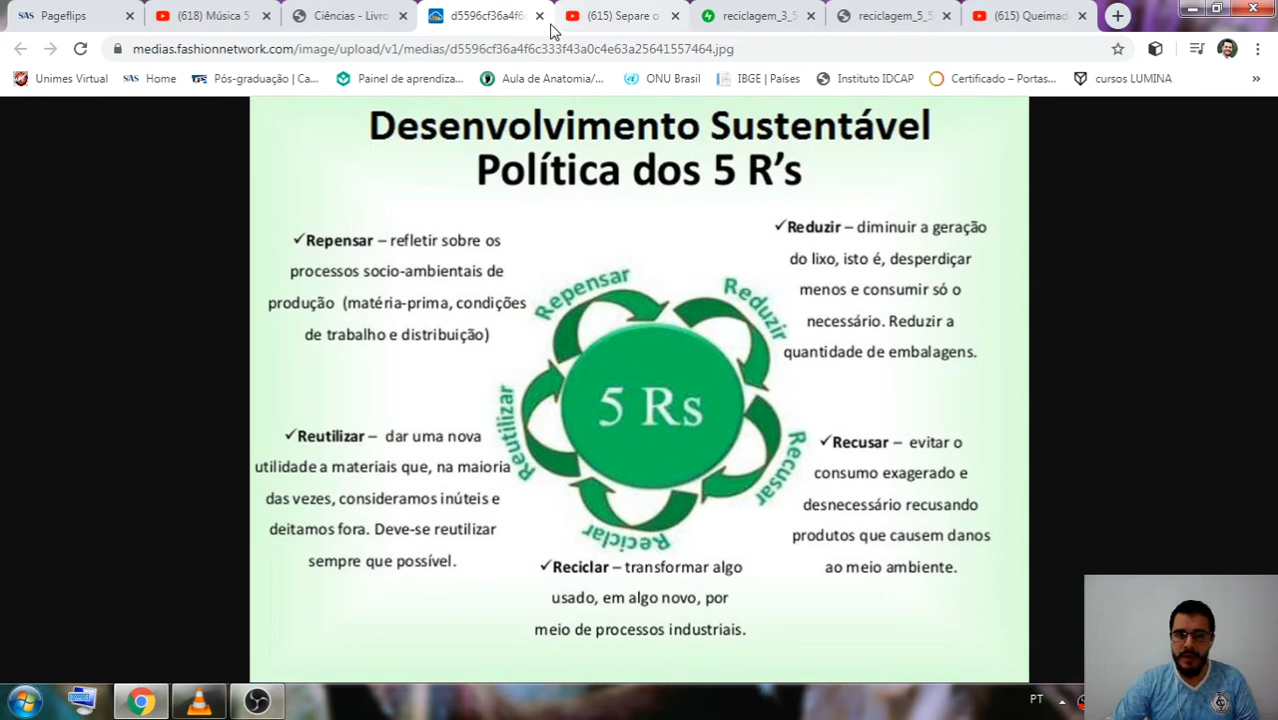 SAS Pageflips
(618) Música 5
Ciências - Livro
d5596cf36a4f6
(615) Separe o
reciclagem_3_5
reciclagem_5_5
(615) Queimad
medias.fashionnetwork.com/image/upload/v1/medias/d5596cf36a4f6c333f43a0c4e63a25641557464.jpg
Unimes Virtual
SAS Home
Pós-graduação | Ca...
Painel de aprendiza...
Aula de Anatomia/...
ONU Brasil
IBGE | Países
Instituto IDCAP
Certificado – Portas...
cursos LUMINA
»
Desenvolvimento Sustentável
Política dos 5 R's
✓Repensar – refletir sobre os
processos socio-ambientais de
produção (matéria-prima, condições
de trabalho e distribuição)
✓Reduzir – diminuir a geração
do lixo, isto é, desperdiçar
menos e consumir só o
necessário. Reduzir a
quantidade de embalagens.
Repensar
Reduzir
5 Rs
Reutilizar
Recusar
Reciclar
✓Reutilizar – dar uma nova
utilidade a materiais que, na maioria
das vezes, consideramos inúteis e
deitamos fora. Deve-se reutilizar
sempre que possível.
✓Recusar – evitar o
consumo exagerado e
desnecessário recusando
produtos que causem danos
ao meio ambiente.
✓Reciclar – transformar algo
usado, em algo novo, por
meio de processos industriais.
PT